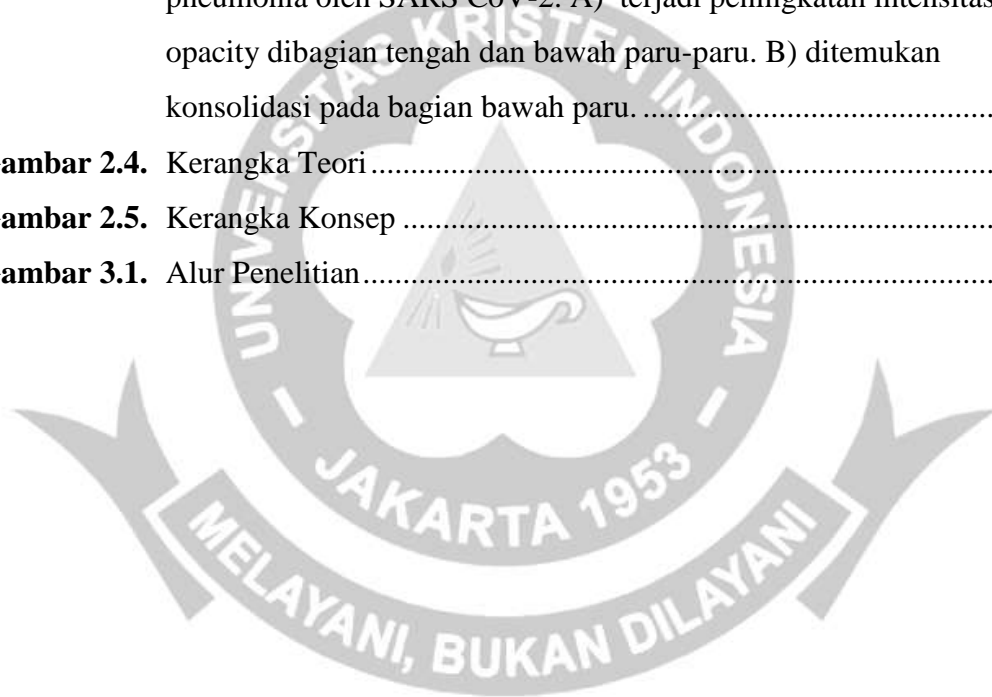 pneumonia oleh SARS CoV-2. A) terjadi peningkatan intensitas
opacity dibagian tengah dan bawah paru-paru. B) ditemukan
konsolidasi pada bagian bawah paru. ....................................
ambar 2.4. Kerangka Teori....................................................................
ambar 2.5. Kerangka Konsep ................................................................
ambar 3.1. Alur Penelitian.....................................................................
UNIVERSITAS KRISTEN INDONESIA
– JAKARTA 1953 –
MELAYANI, BUKAN DILAYANI